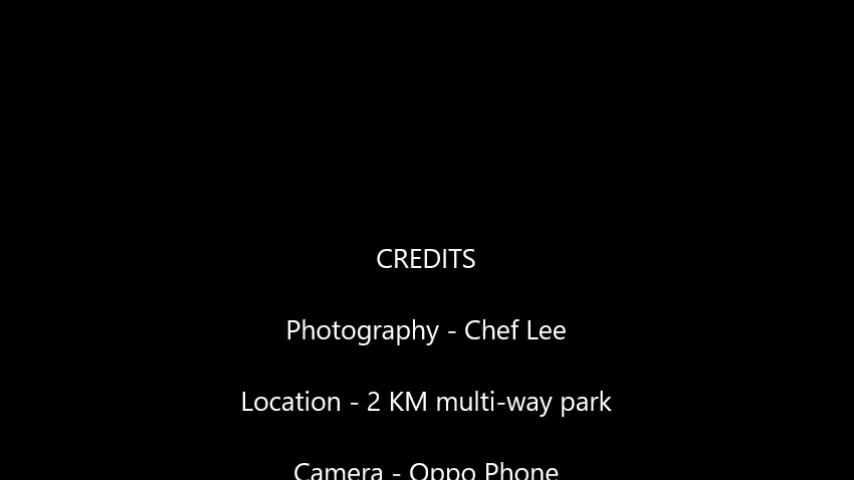 CREDITS
Photography - Chef Lee
Location - 2 KM multi-way park
Camera - Oppo Phone